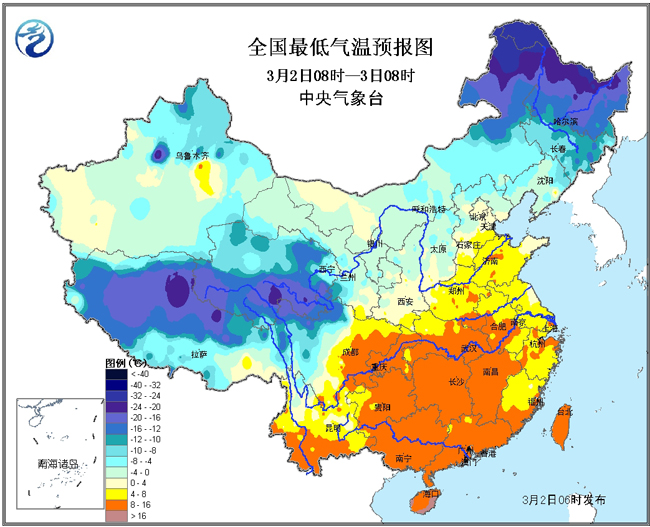 全国最低气温预报图
3月2日08时—3日08时
中央气象台
哈尔滨
长春
乌鲁木齐
沈阳
呼和浩特
北京
天津
银川
太原
石家庄
济南
西宁
兰州
郑州
西安
合肥
南京
上海
拉萨
成都
武汉
杭州
重庆
长沙
南昌
贵阳
福州
昆明
台北
广州
香港
澳门
南宁
海口
图例(℃)
< -40
-40 - -32
-32 - -24
-24 - -20
-20 - -16
-16 - -12
-12 - -10
-10 - -8
-8 - -4
-4 - 0
0 - 4
4 - 8
8 - 16
> 16
南海诸岛
3月2日06时发布